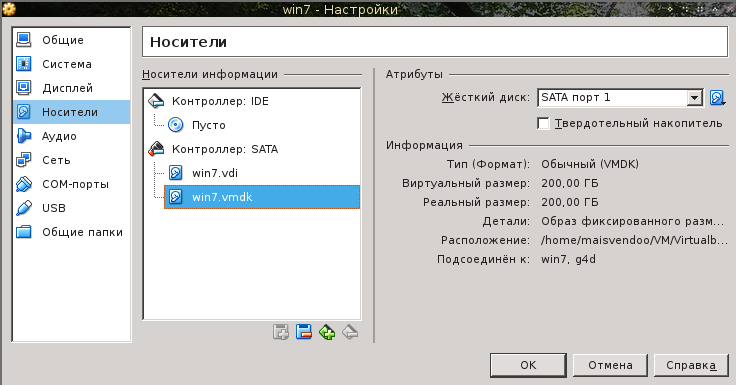 win7 - Настройки
Общие
Система
Дисплей
Носители
Аудио
Сеть
COM-порты
USB
Общие папки
Носители
Носители информации
Контроллер: IDE
Пусто
Контроллер: SATA
win7.vdi
win7.vmdk
Атрибуты
Жёсткий диск: SATA порт 1
Твердотельный накопитель
Информация
Тип (Формат): Обычный (VMDK)
Виртуальный размер: 200,00 ГБ
Реальный размер: 200,00 ГБ
Детали: Образ фиксированного разм...
Расположение: /home/maisvendoo/VM/Virtualb...
Подсоединён к: win7, g4d
OK Отмена Справка